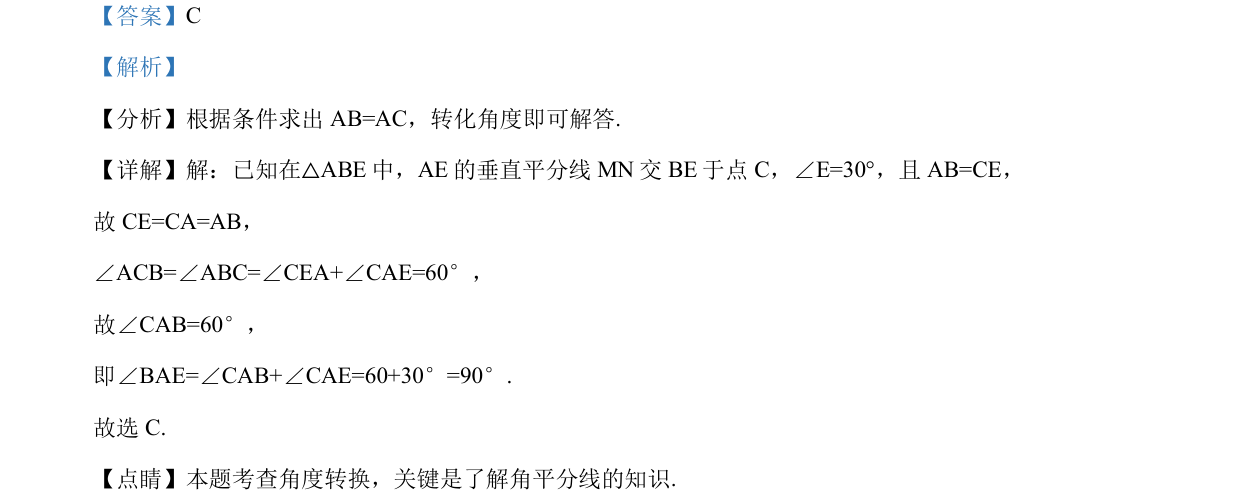 【答案】C
【解析】
【分析】根据条件求出 AB=AC，转化角度即可解答.
【详解】解：已知在△ABE 中，AE 的垂直平分线 MN 交 BE 于点 C，∠E=30°，且 AB=CE，
故 CE=CA=AB，
∠ACB=∠ABC=∠CEA+∠CAE=60°，
故∠CAB=60°，
即∠BAE=∠CAB+∠CAE=60+30°=90°.
故选 C.
【点睛】本题考查角度转换，关键是了解角平分线的知识.